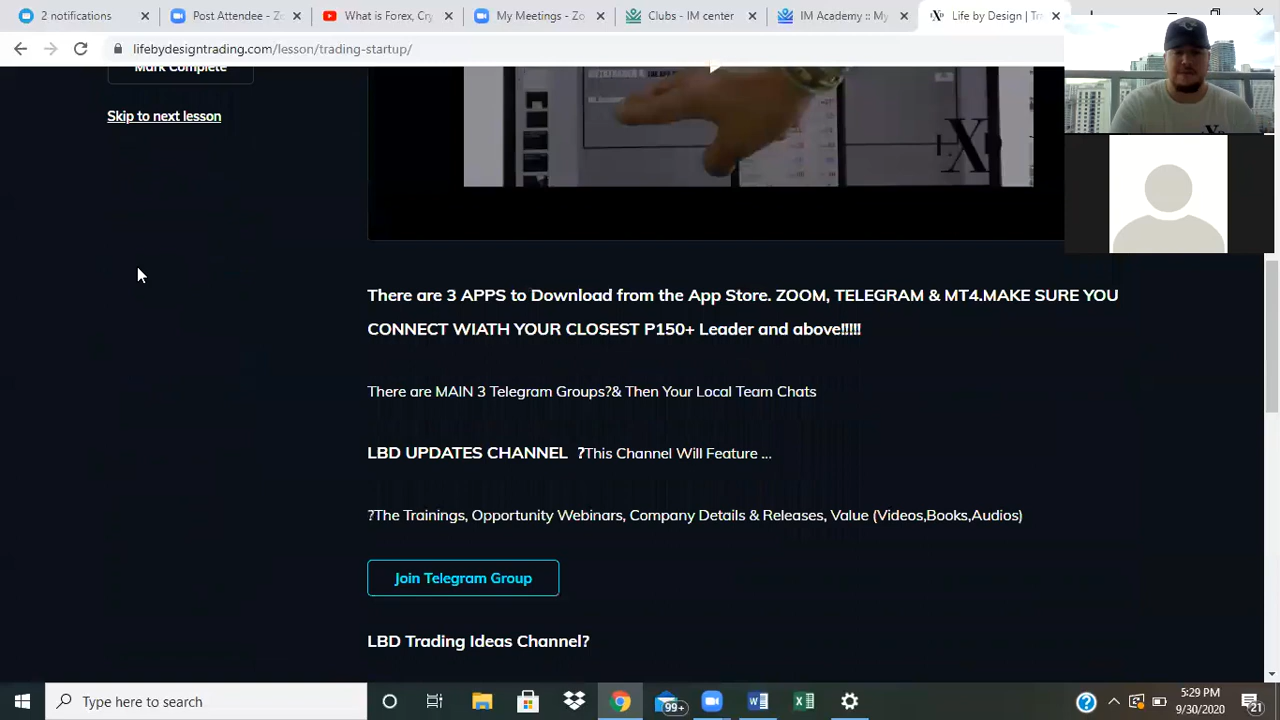 2 notifications
Post Attendee - Zo
What is Forex, Cry
My Meetings - Zo
Clubs - IM center
IM Academy :: My
Life by Design | Tr
lifebydesigntrading.com/lesson/trading-startup/
Mark Complete
Skip to next lesson
XP
There are 3 APPS to Download from the App Store. ZOOM, TELEGRAM & MT4.MAKE SURE YOU
CONNECT WIATH YOUR CLOSEST P150+ Leader and above!!!!!
There are MAIN 3 Telegram Groups?& Then Your Local Team Chats
LBD UPDATES CHANNEL ?This Channel Will Feature ...
?The Trainings, Opportunity Webinars, Company Details & Releases, Value (Videos,Books,Audios)
Join Telegram Group
LBD Trading Ideas Channel?
Type here to search
99+
5:29 PM
9/30/2020
21